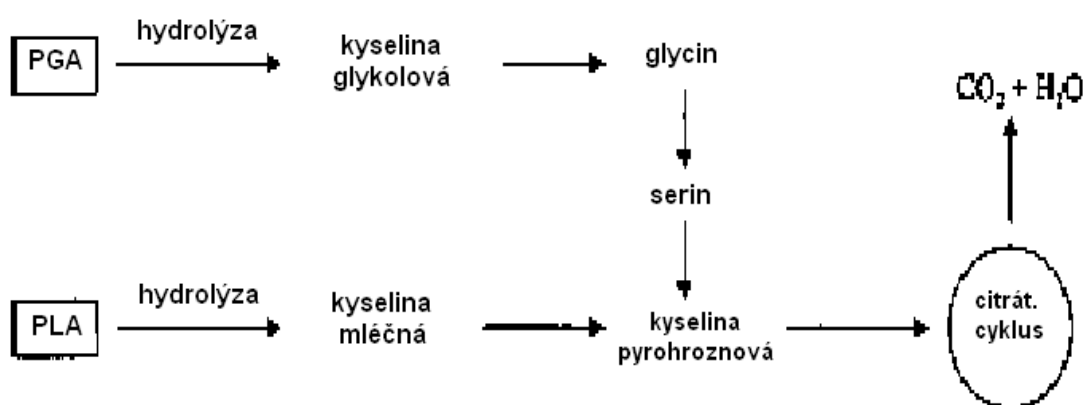 hydrolýza
PGA
kyselina
glykolová
glycin
CO2 + H2O
serin
hydrolýza
PLA
kyselina
mléčná
kyselina
pyrohroznová
citrát.
cyklus